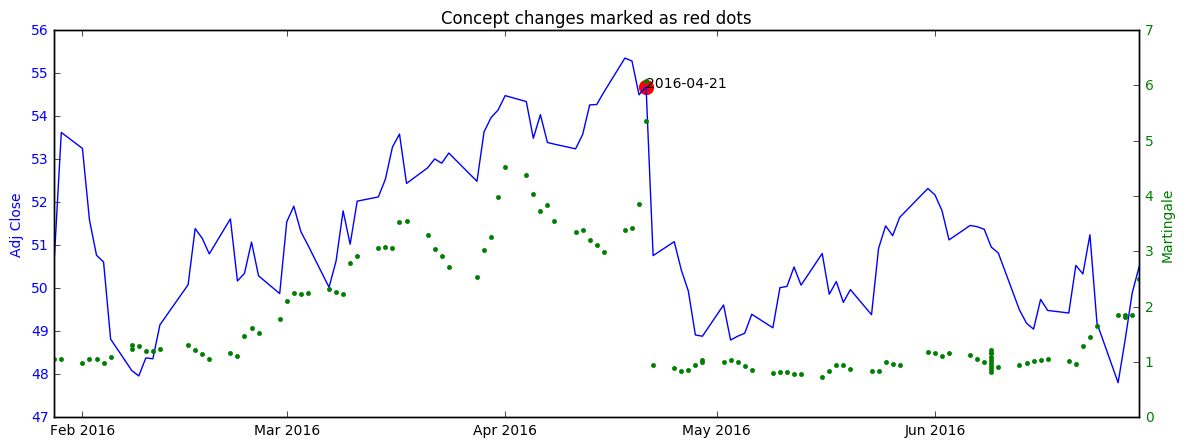 Concept changes marked as red dots
56
55
54
53
52
51
50
49
48
47
Adj Close
2016-04-21
7
6
5
4
3
2
1
0
Martingale
Feb 2016
Mar 2016
Apr 2016
May 2016
Jun 2016